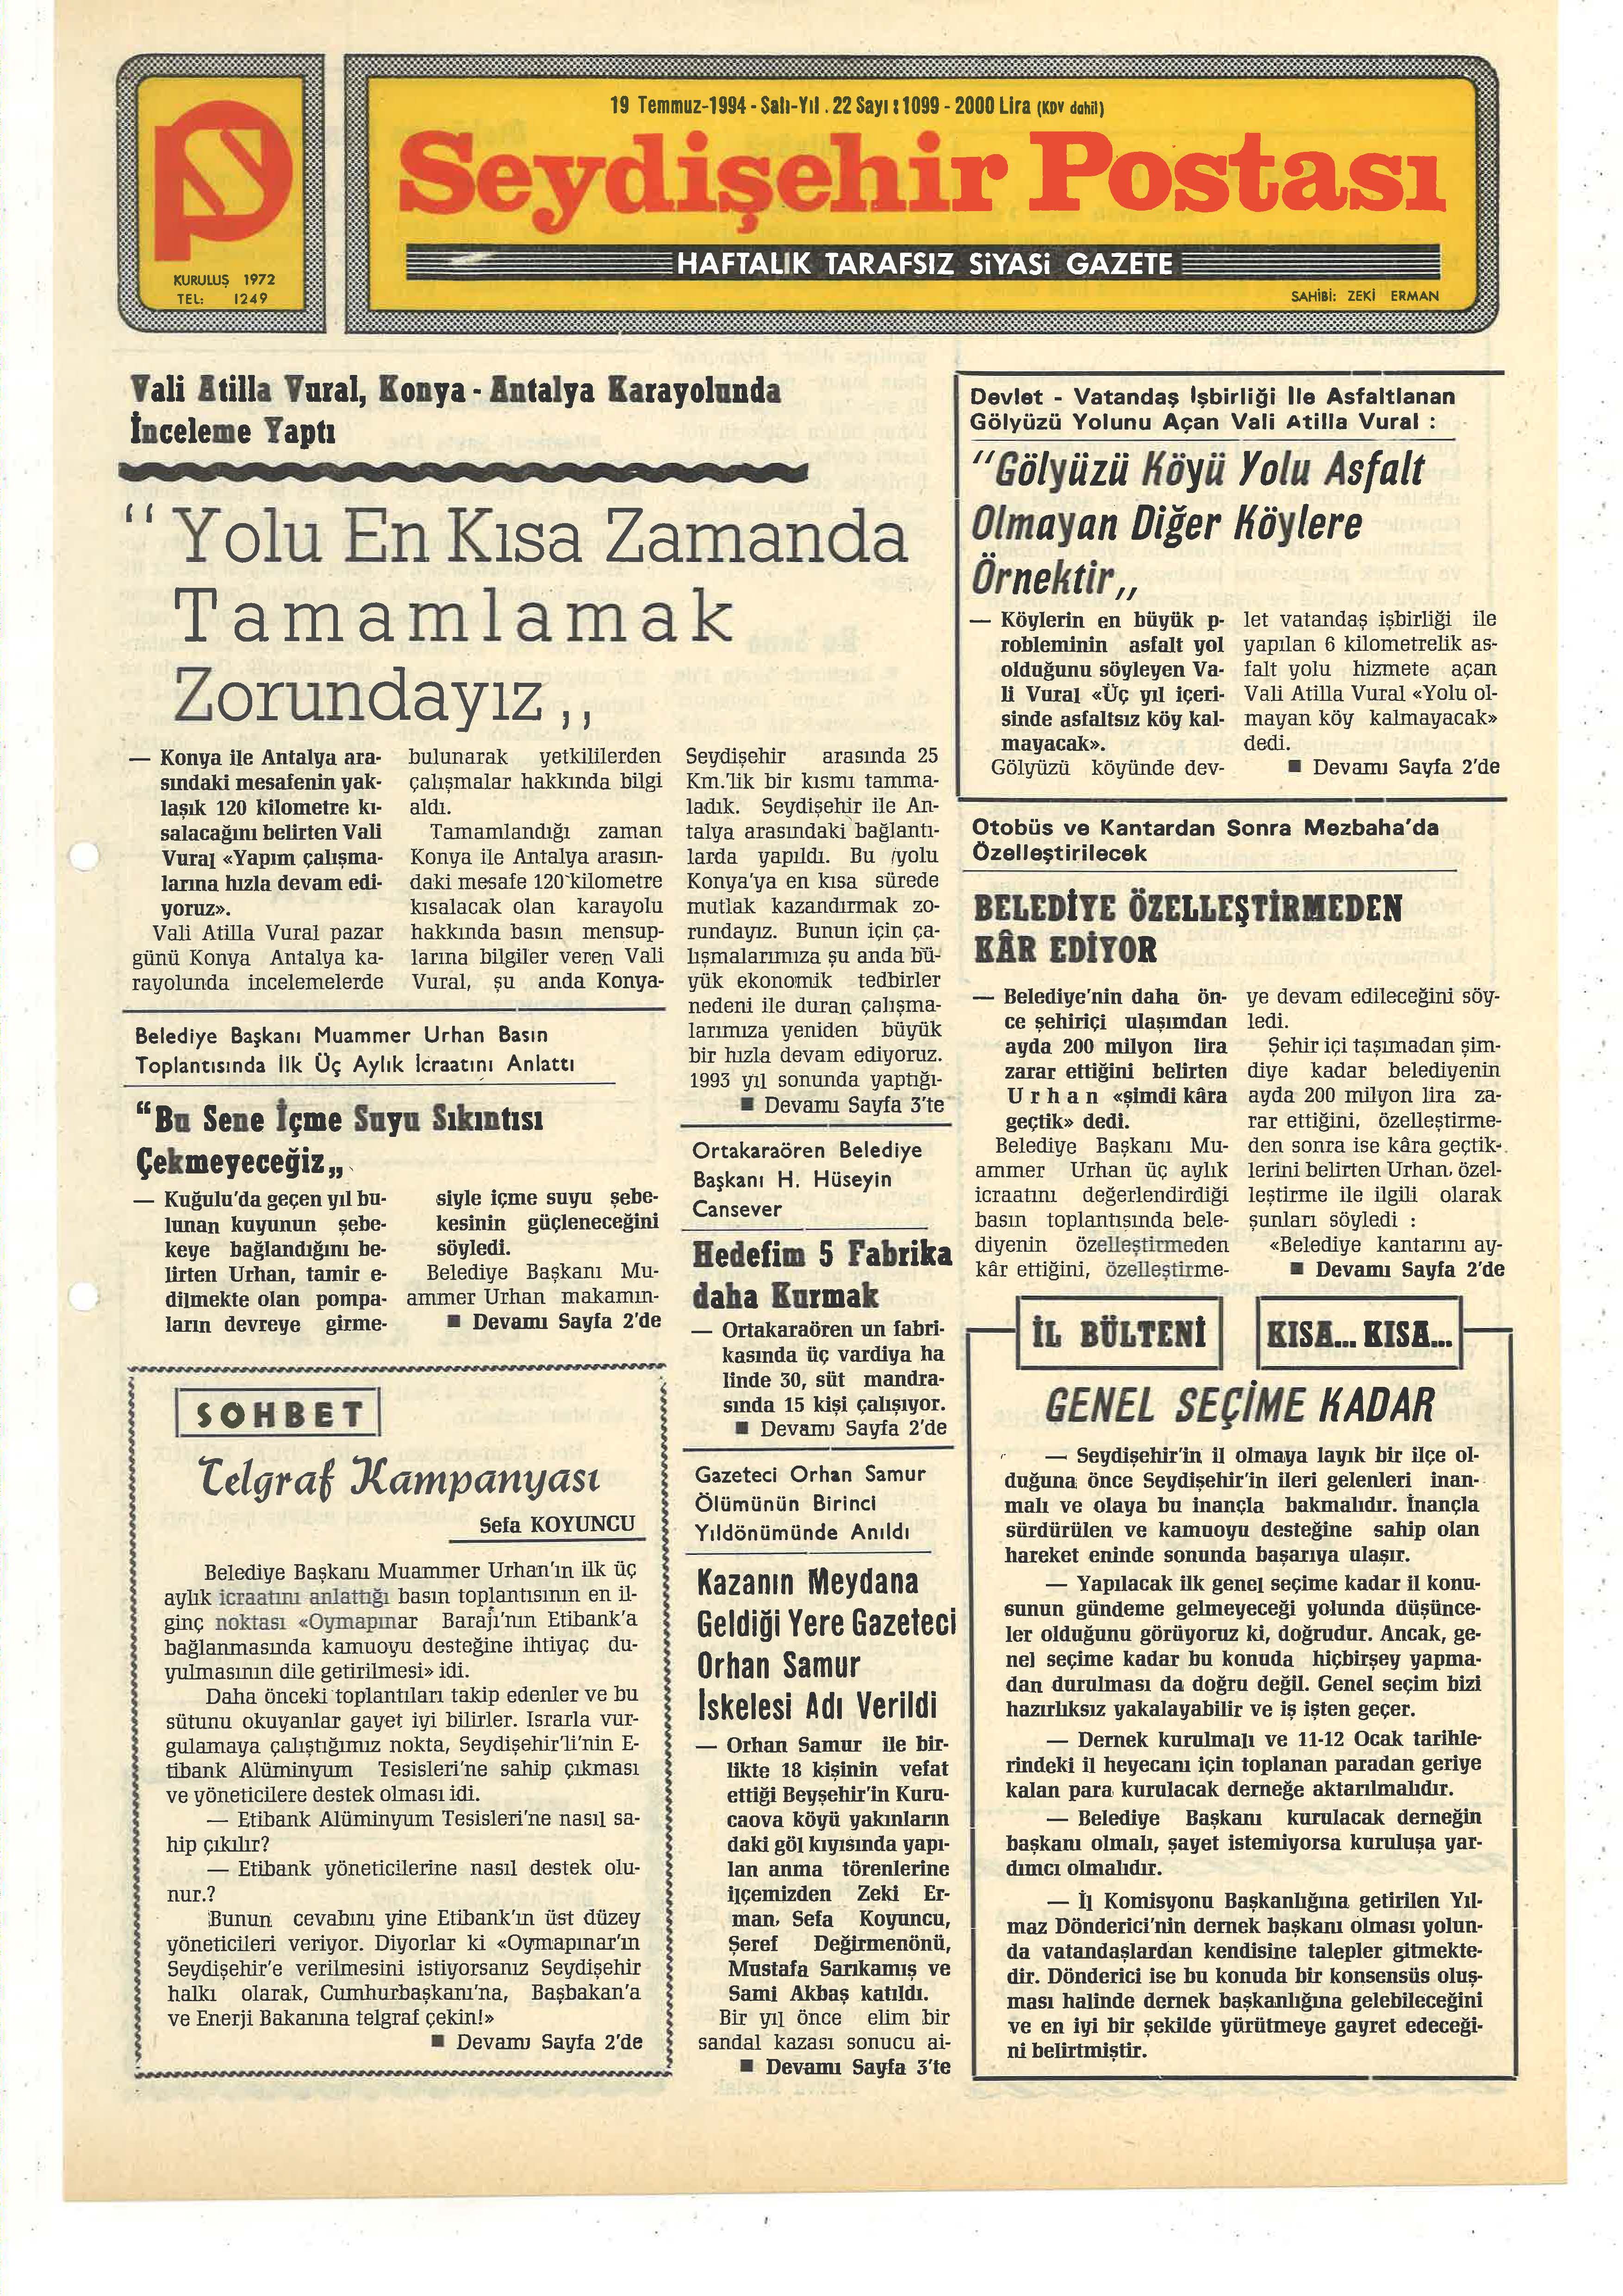 19 Temmuz-1994 - Salı-Yıl . 22 Sayı : 1099 - 2000 Lira (KDV dahil)
Seydişehir Postası
HAFTALIK TARAFSIZ SİYASİ GAZETE
SAHİBİ: ZEKİ ERMAN
KURULUŞ 1972
TEL: 1249
Vali Atilla Vural, Konya - Antalya Karayolunda
İnceleme Yaptı
"Yolu En Kısa Zamanda
Tamamlamak
Zorundayız,,
— Konya ile Antalya ara-
sındaki mesafenin yak-
laşık 120 kilometre kı-
salacağını belirten Vali
Vural «Yapım çalışma-
larına hızla devam edi-
yoruz».
Vali Atilla Vural pazar
günü Konya Antalya ka-
rayolunda incelemelerde
bulunarak yetkililerden
çalışmalar hakkında bilgi
aldı.
Tamamlandığı zaman
Konya ile Antalya arasın-
daki mesafe 120 kilometre
kısalacak olan karayolu
hakkında basın mensup-
larına bilgiler veren Vali
Vural, şu anda Konya-
Seydişehir arasında 25
Km.'lik bir kısmı tamma-
ladık. Seydişehir ile An-
talya arasındaki bağlantı-
larda yapıldı. Bu yolu
Konya'ya en kısa sürede
mutlak kazandırmak zo-
rundayız. Bunun için ça-
lışmalarımıza şu anda bü-
yük ekonomik tedbirler
nedeni ile duran çalışma-
larımıza yeniden büyük
bir hızla devam ediyoruz.
1993 yıl sonunda yaptığı-
■ Devamı Sayfa 3'te
Belediye Başkanı Muammer Urhan Basın
Toplantısında İlk Üç Aylık İcraatını Anlattı
"Bu Sene İçme Suyu Sıkıntısı
Çekmeyeceğiz,,
— Kuğulu'da geçen yıl bu-
lunan kuyunun şebe-
keye bağlandığını be-
lirten Urhan, tamir e-
dilmekte olan pompa-
ların devreye girme-
siyle içme suyu şebe-
kesinin güçleneceğini
söyledi.
Belediye Başkanı Mu-
ammer Urhan makamın-
■ Devamı Sayfa 2'de
SOHBET
Telgraf Kampanyası
Sefa KOYUNCU
Belediye Başkanı Muammer Urhan'ın ilk üç
aylık icraatını anlattığı basın toplantısının en il-
ginç noktası «Oymapınar Barajı'nın Etibank'a
bağlanmasında kamuoyu desteğine ihtiyaç du-
yulmasının dile getirilmesi» idi.
Daha önceki toplantıları takip edenler ve bu
sütunu okuyanlar gayet iyi bilirler. Israrla vur-
gulamaya çalıştığımız nokta, Seydişehir'li'nin E-
tibank Alüminyum Tesisleri'ne sahip çıkması
ve yöneticilere destek olması idi.
— Etibank Alüminyum Tesisleri'ne nasıl sa-
hip çıkılır?
— Etibank yöneticilerine nasıl destek olu-
nur.?
Bunun cevabını yine Etibank'ın üst düzey
yöneticileri veriyor. Diyorlar ki «Oymapınar'ın
Seydişehir'e verilmesini istiyorsanız Seydişehir
halkı olarak, Cumhurbaşkanı'na, Başbakan'a
ve Enerji Bakanına telgraf çekin!»
■ Devamı Sayfa 2'de
Ortakaraören Belediye
Başkanı H. Hüseyin
Cansever
Hedefim 5 Fabrika
daha Kurmak
— Ortakaraören un fabri-
kasında üç vardiya ha
linde 30, süt mandra-
sında 15 kişi çalışıyor.
■ Devamı Sayfa 2'de
Gazeteci Orhan Samur
Ölümünün Birinci
Yıldönümünde Anıldı
Kazanın Meydana
Geldiği Yere Gazeteci
Orhan Samur
İskelesi Adı Verildi
— Orhan Samur ile bir-
likte 18 kişinin vefat
ettiği Beyşehir'in Kuru-
caova köyü yakınların
daki göl kıyısında yapı-
lan anma törenlerine
ilçemizden Zeki Er-
man, Sefa Koyuncu,
Şeref Değirmenönü,
Mustafa Sarıkamış ve
Sami Akbaş katıldı.
Bir yıl önce elim bir
sandal kazası sonucu ai-
■ Devamı Sayfa 3'te
Devlet - Vatandaş İşbirliği İle Asfaltlanan
Gölyüzü Yolunu Açan Vali Atilla Vural :
"Gölyüzü Köyü Yolu Asfalt
Olmayan Diğer Köylere
Örnektir,,
— Köylerin en büyük p-
robleminin asfalt yol
olduğunu söyleyen Va-
li Vural «Üç yıl içeri-
sinde asfaltsız köy kal-
mayacak».
Gölyüzü köyünde dev-
let vatandaş işbirliği ile
yapılan 6 kilometrelik as-
falt yolu hizmete açan
Vali Atilla Vural «Yolu ol-
mayan köy kalmayacak»
dedi.
■ Devamı Sayfa 2'de
Otobüs ve Kantardan Sonra Mezbaha'da
Özelleştirilecek
BELEDİYE ÖZELLEŞTİRMEDEN
KÂR EDİYOR
— Belediye'nin daha ön-
ce şehiriçi ulaşımdan
ayda 200 milyon lira
zarar ettiğini belirten
Urhan «şimdi kâra
geçtik» dedi.
Belediye Başkanı Mu-
ammer Urhan üç aylık
icraatını değerlendirdiği
basın toplantısında bele-
diyenin özelleştirmeden
kâr ettiğini, özelleştirme-
ye devam edileceğini söy-
ledi.
Şehir içi taşımadan şim-
diye kadar belediyenin
ayda 200 milyon lira za-
rar ettiğini, özelleştirme-
den sonra ise kâra geçtik-
lerini belirten Urhan, özel-
leştirme ile ilgili olarak
şunları söyledi :
«Belediye kantarını ay-
■ Devamı Sayfa 2'de
İL BÜLTENİ
KISA... KISA...
GENEL SEÇİME KADAR
— Seydişehir'in il olmaya layık bir ilçe ol-
duğuna önce Seydişehir'in ileri gelenleri inan-
malı ve olaya bu inançla bakmalıdır. İnançla
sürdürülen ve kamuoyu desteğine sahip olan
hareket eninde sonunda başarıya ulaşır.
— Yapılacak ilk genel seçime kadar il konu-
sunun gündeme gelmeyeceği yolunda düşünce-
ler olduğunu görüyoruz ki, doğrudur. Ancak, ge-
nel seçime kadar bu konuda hiçbirşey yapma-
dan durulması da doğru değil. Genel seçim bizi
hazırlıksız yakalayabilir ve iş işten geçer.
— Dernek kurulmalı ve 11-12 Ocak tarihle-
rindeki il heyecanı için toplanan paradan geriye
kalan para kurulacak derneğe aktarılmalıdır.
— Belediye Başkanı kurulacak derneğin
başkanı olmalı, şayet istemiyorsa kuruluşa yar-
dımcı olmalıdır.
— İl Komisyonu Başkanlığına getirilen Yıl-
maz Dönderici'nin dernek başkanı olması yolun-
da vatandaşlardan kendisine talepler gitmekte-
dir. Dönderici ise bu konuda bir konsensüs oluş-
ması halinde dernek başkanlığına gelebileceğini
ve en iyi bir şekilde yürütmeye gayret edeceği-
ni belirtmiştir.